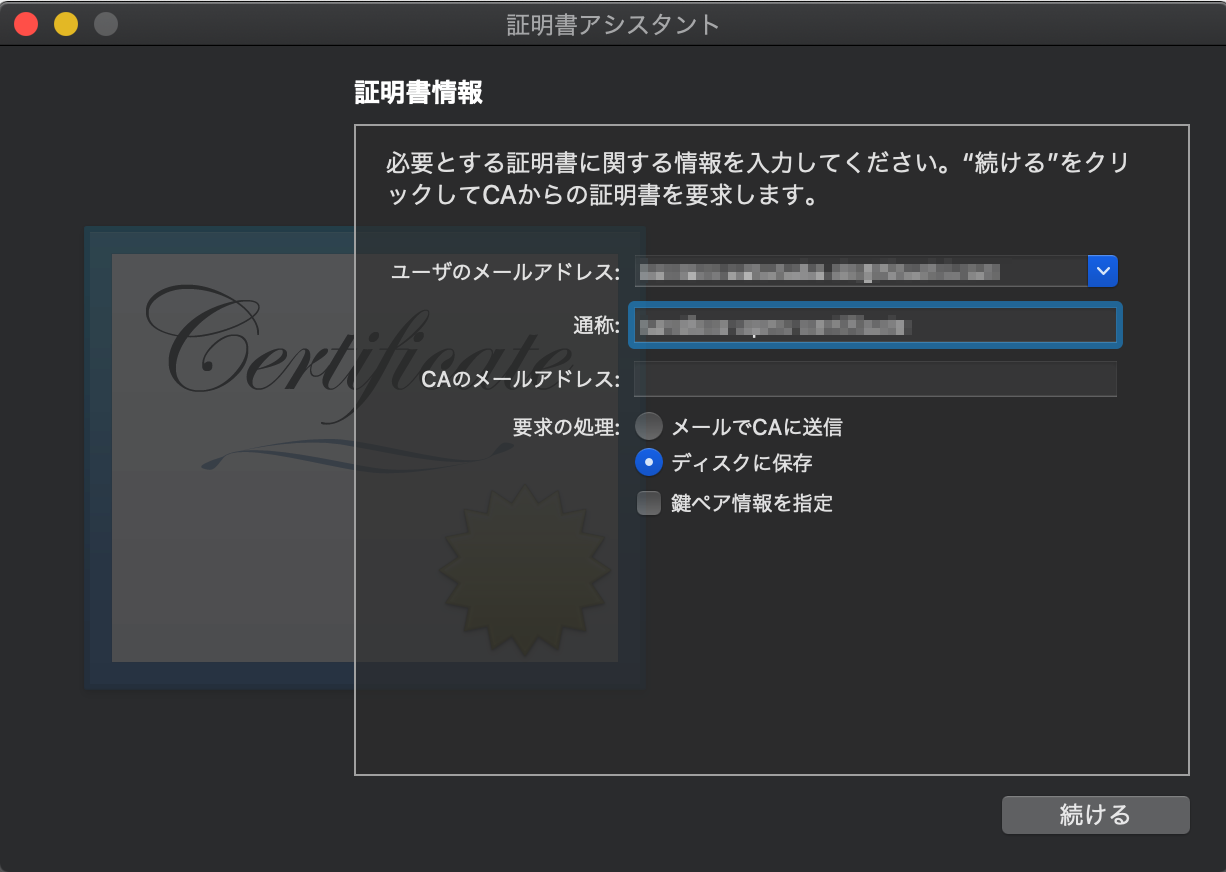 証明書アシスタント
証明書情報
必要とする証明書に関する情報を入力してください。“続ける”をクリ
ックしてCAからの証明書を要求します。
ユーザのメールアドレス:
通称:
Certificate
CAのメールアドレス:
要求の処理: メールでCAに送信
ディスクに保存
鍵ペア情報を指定
続ける